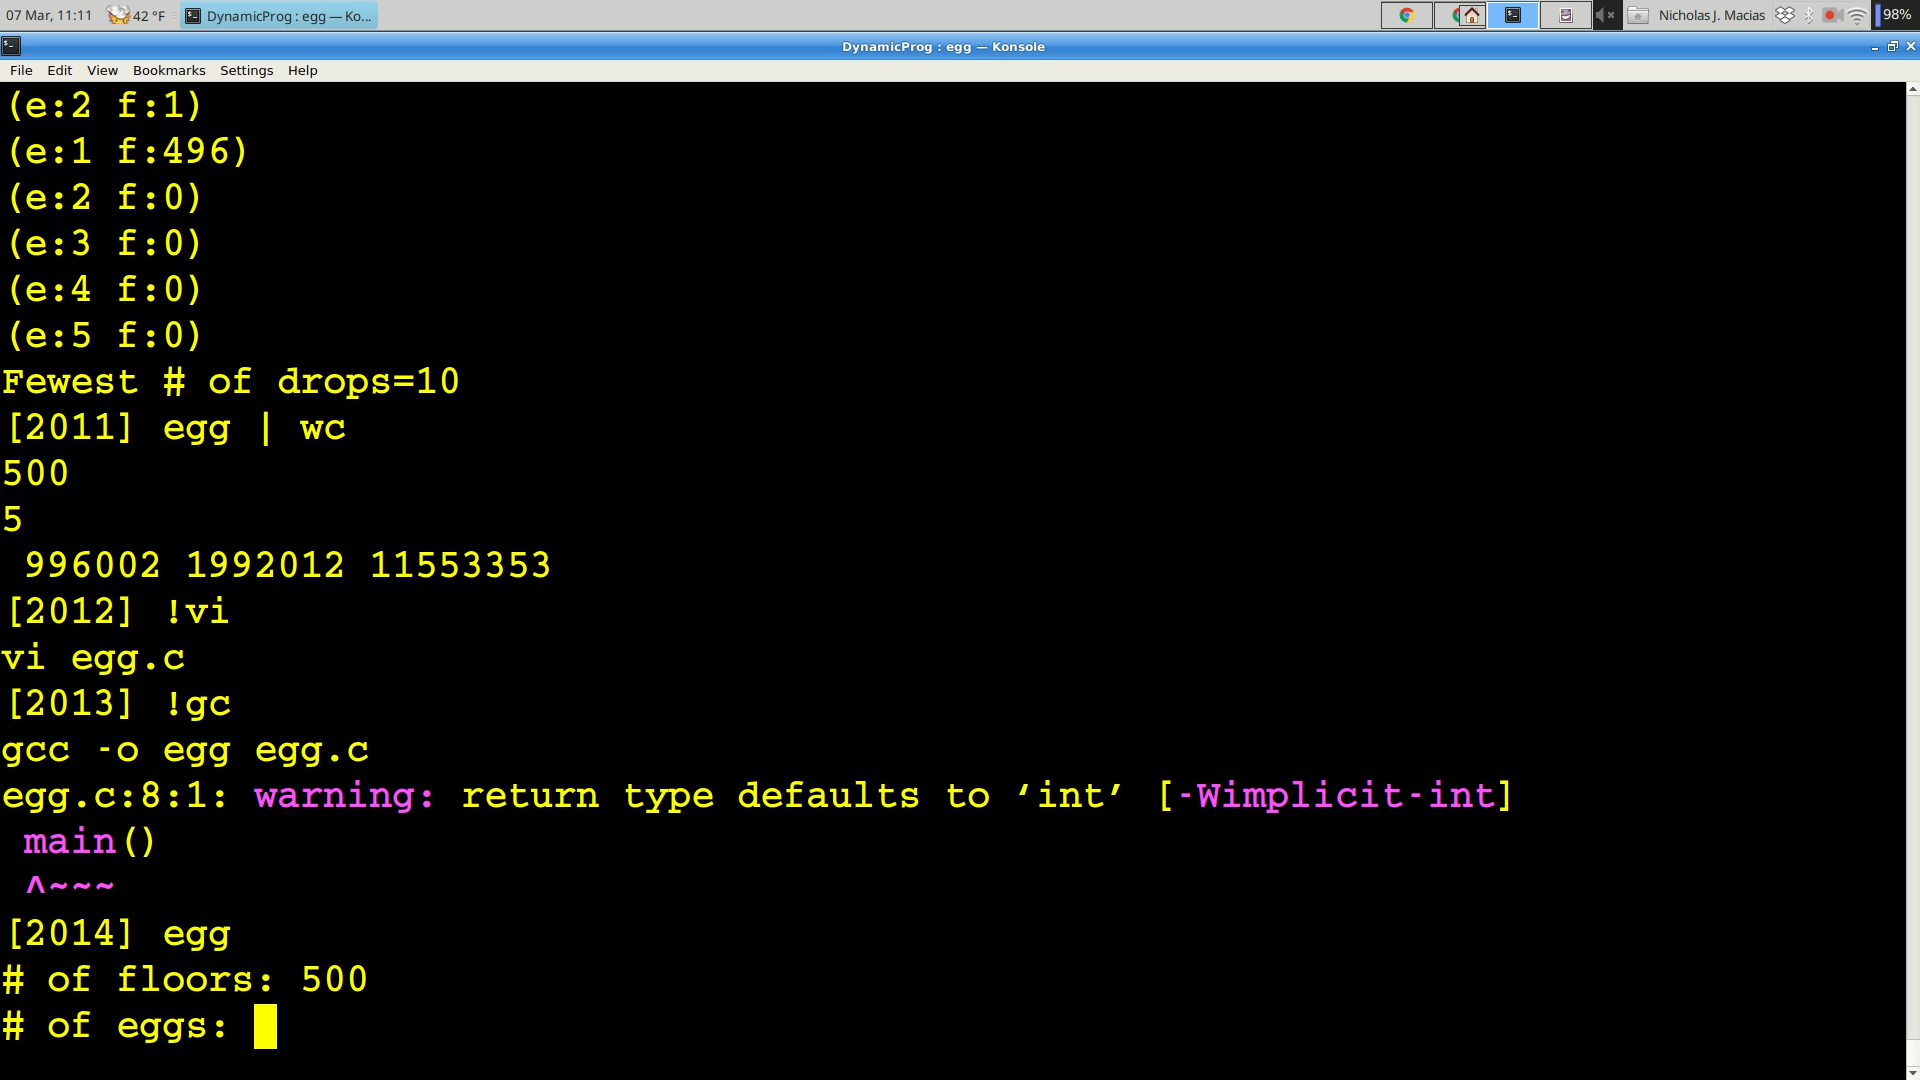 07 Mar, 11:11 42 °F DynamicProg : egg — Ko... Nicholas J. Macias 98%
DynamicProg : egg — Konsole
File Edit View Bookmarks Settings Help
(e:2 f:1)
(e:1 f:496)
(e:2 f:0)
(e:3 f:0)
(e:4 f:0)
(e:5 f:0)
Fewest # of drops=10
[2011] egg | wc
500
5
996002 1992012 11553353
[2012] !vi
vi egg.c
[2013] !gc
gcc -o egg egg.c
egg.c:8:1: warning: return type defaults to ‘int’ [-Wimplicit-int]
main()
^~~~
[2014] egg
# of floors: 500
# of eggs: